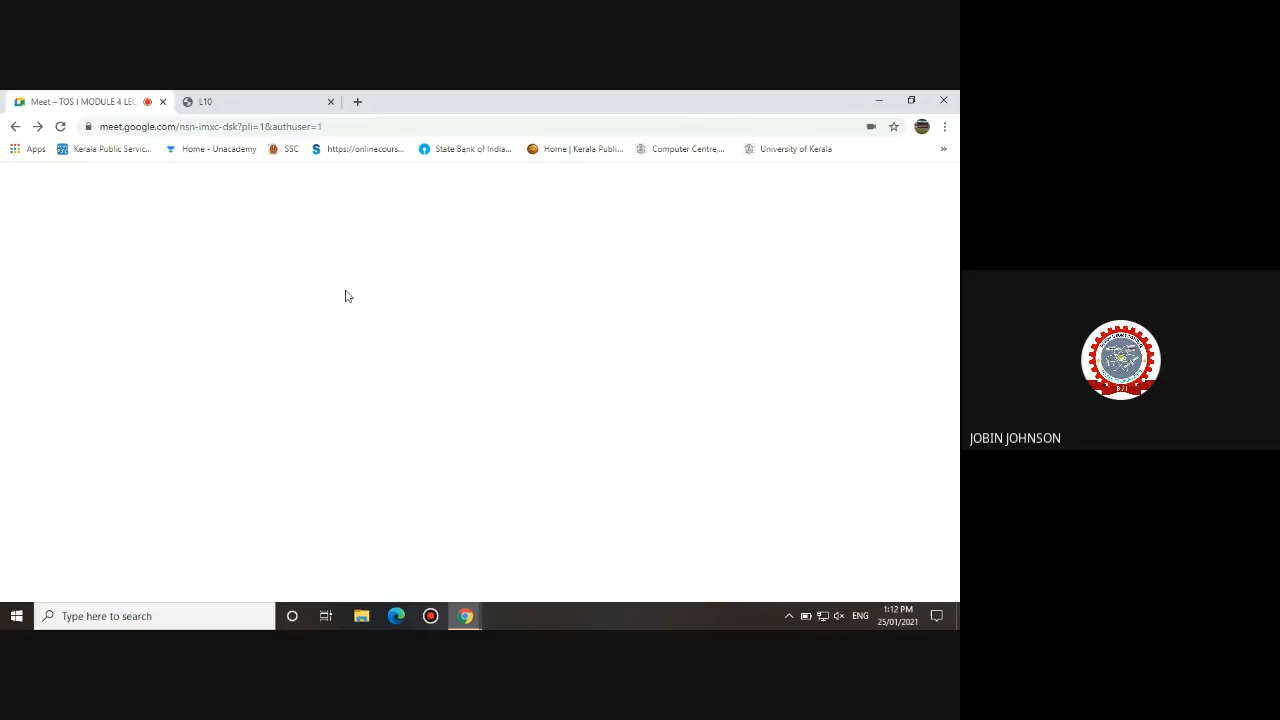 Meet – TOS I MODULE 4 LEC
L10
meet.google.com/nsn-imxc-dsk?pli=1&authuser=1
Apps
Kerala Public Servic...
Home - Unacademy
SSC
https://onlinecours...
State Bank of India...
Home | Kerala Publi...
Computer Centre,...
University of Kerala
»
JOBIN JOHNSON
Type here to search
ENG
1:12 PM
25/01/2021